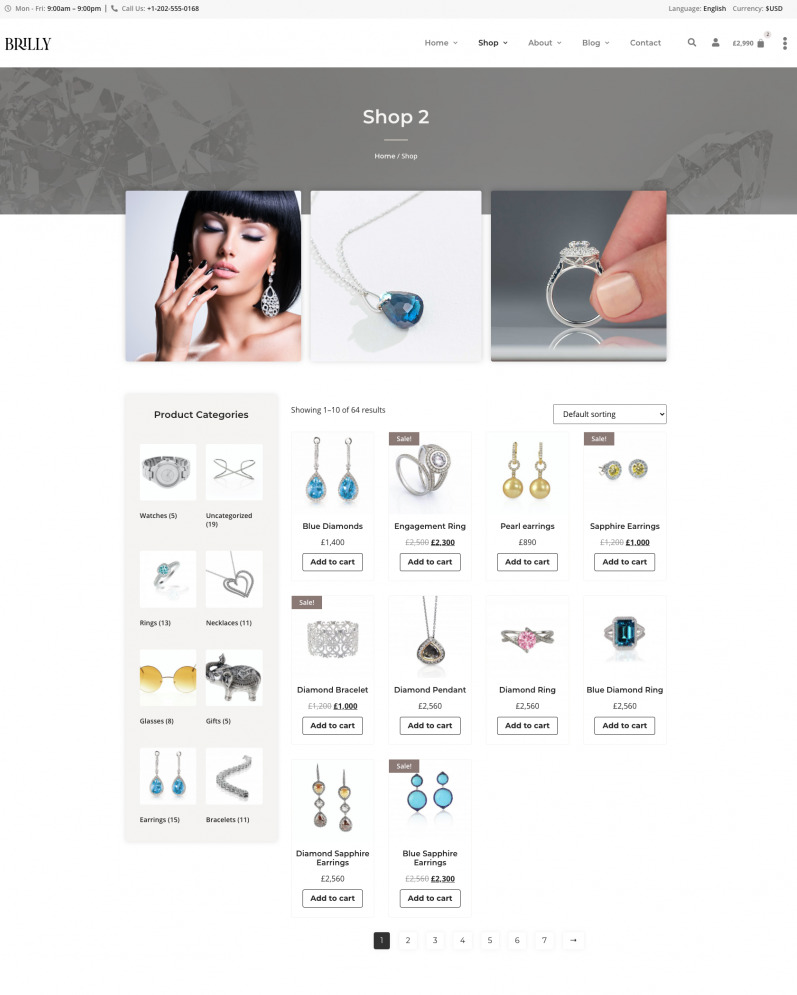 Mon - Fri: 9:00am – 9:00pm | Call Us: +1-202-555-0168
Language: English Currency: $USD
BRILLY
Home Shop About Blog Contact £2,990 2
Shop 2
Home / Shop
Product Categories
Watches (5)
Uncategorized
(19)
Rings (13)
Necklaces (11)
Glasses (8)
Gifts (5)
Earrings (15)
Bracelets (11)
Showing 1–10 of 64 results
Default sorting
Blue Diamonds
£1,400
Add to cart
Sale!
Engagement Ring
£2,500 £2,300
Add to cart
Pearl earrings
£890
Add to cart
Sale!
Sapphire Earrings
£1,200 £1,000
Add to cart
Sale!
Diamond Bracelet
£1,200 £1,000
Add to cart
Diamond Pendant
£2,560
Add to cart
Diamond Ring
£2,560
Add to cart
Blue Diamond Ring
£2,560
Add to cart
Diamond Sapphire
Earrings
£2,560
Add to cart
Sale!
Blue Sapphire
Earrings
£2,560 £2,300
Add to cart
1 2 3 4 5 6 7 →